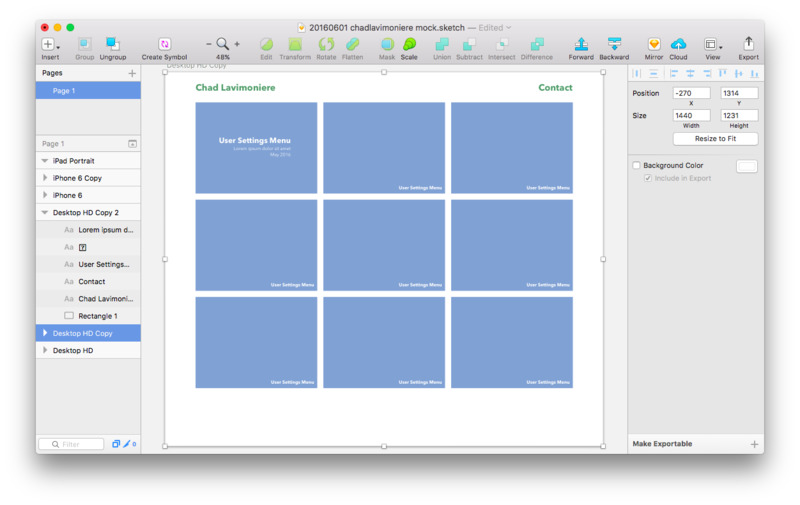 20160601 chadlavimoniere mock.sketch — Edited
Insert Group Ungroup Create Symbol 48% Edit Transform Rotate Flatten Mask Scale Union Subtract Intersect Difference Forward Backward Mirror Cloud View Export
Pages
Page 1
Page 1
iPad Portrait
iPhone 6 Copy
iPhone 6
Desktop HD Copy 2
Aa Lorem ipsum d...
Aa ?
Aa User Settings...
Aa Contact
Aa Chad Lavimoni...
Rectangle 1
Desktop HD Copy
Desktop HD
Filter
0
Desktop HD Copy
Chad Lavimoniere Contact
User Settings Menu
Lorem ipsum dolor sit amet
May 2016
User Settings Menu User Settings Menu
User Settings Menu User Settings Menu User Settings Menu
User Settings Menu User Settings Menu User Settings Menu
Position -270 1314
X Y
Size 1440 1231
Width Height
Resize to Fit
Background Color
Include in Export
Make Exportable